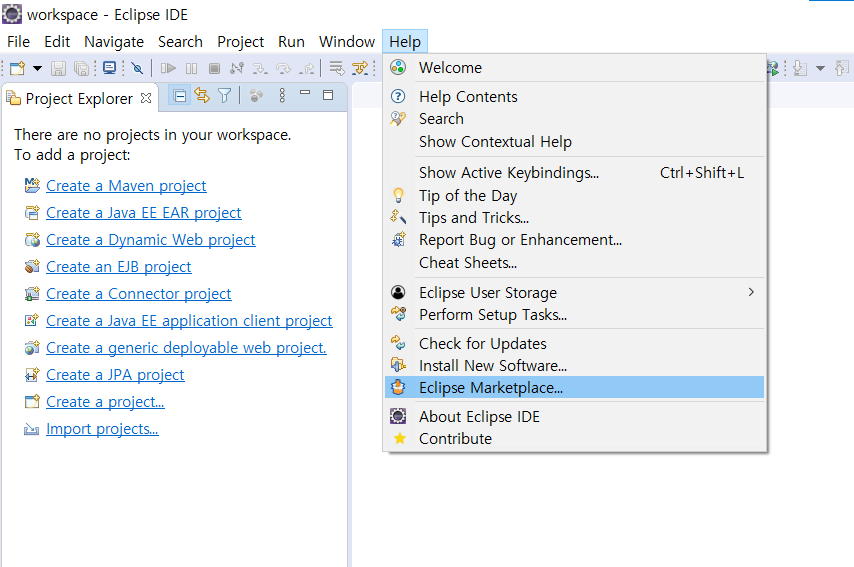 workspace - Eclipse IDE
File Edit Navigate Search Project Run Window Help
Project Explorer
There are no projects in your workspace.
To add a project:
Create a Maven project
Create a Java EE EAR project
Create a Dynamic Web project
Create an EJB project
Create a Connector project
Create a Java EE application client project
Create a generic deployable web project.
Create a JPA project
Create a project...
Import projects...
Welcome
Help Contents
Search
Show Contextual Help
Show Active Keybindings... Ctrl+Shift+L
Tip of the Day
Tips and Tricks...
Report Bug or Enhancement...
Cheat Sheets...
Eclipse User Storage
Perform Setup Tasks...
Check for Updates
Install New Software...
Eclipse Marketplace...
About Eclipse IDE
Contribute